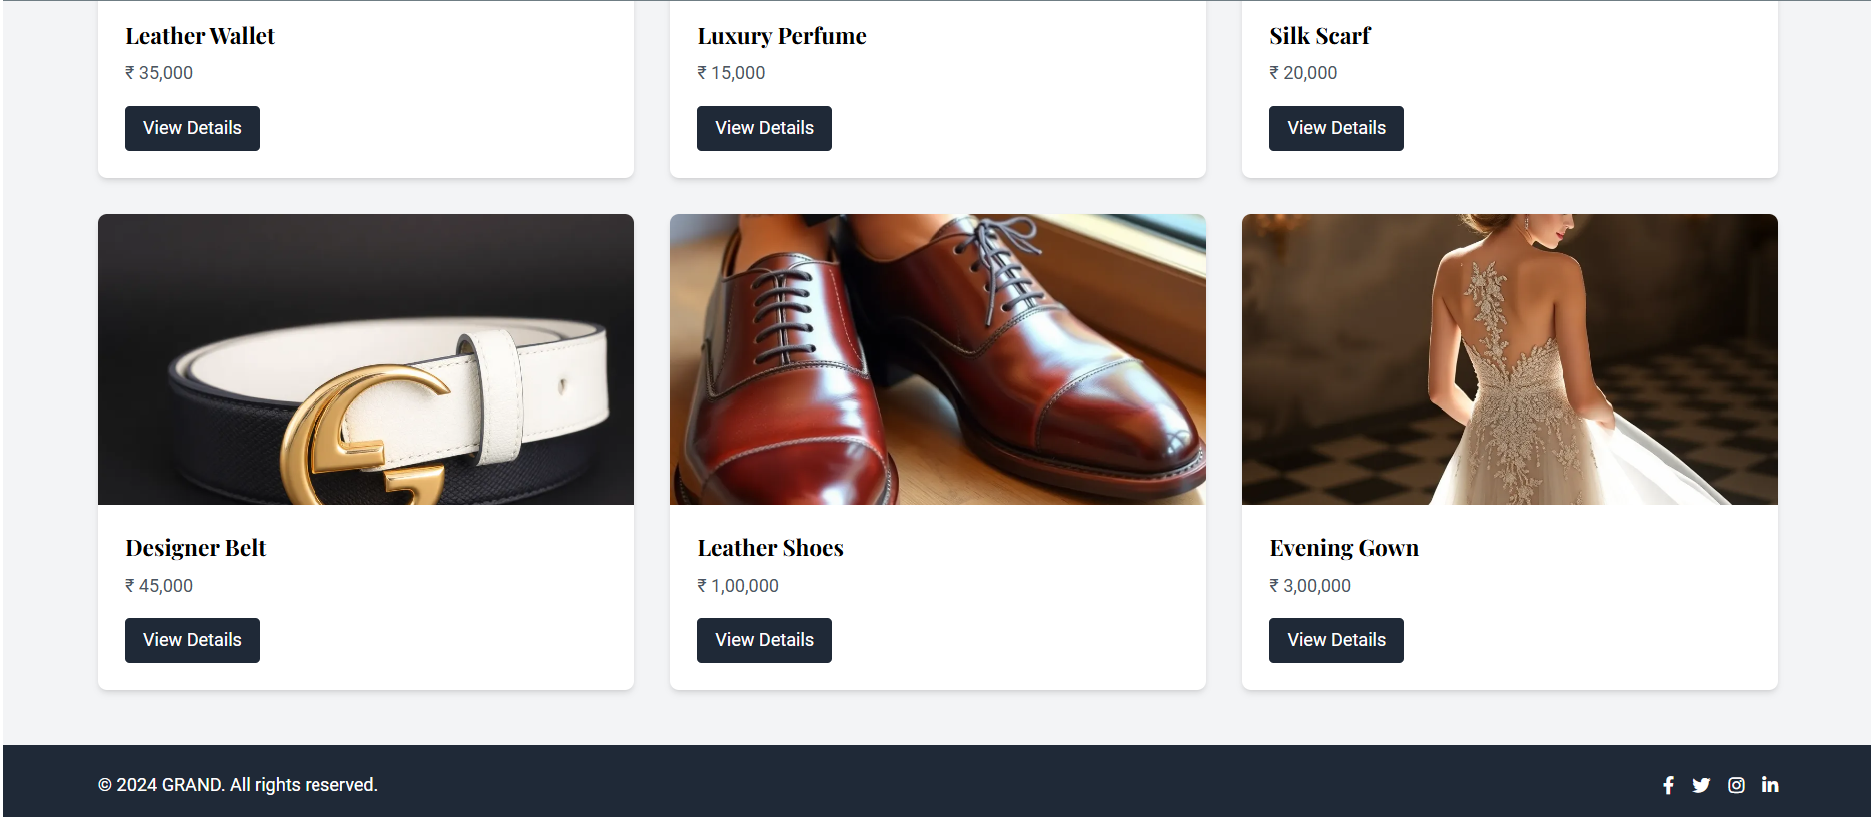 Leather Wallet
₹ 35,000
View Details
Luxury Perfume
₹ 15,000
View Details
Silk Scarf
₹ 20,000
View Details
Designer Belt
₹ 45,000
View Details
Leather Shoes
₹ 1,00,000
View Details
Evening Gown
₹ 3,00,000
View Details
© 2024 GRAND. All rights reserved.